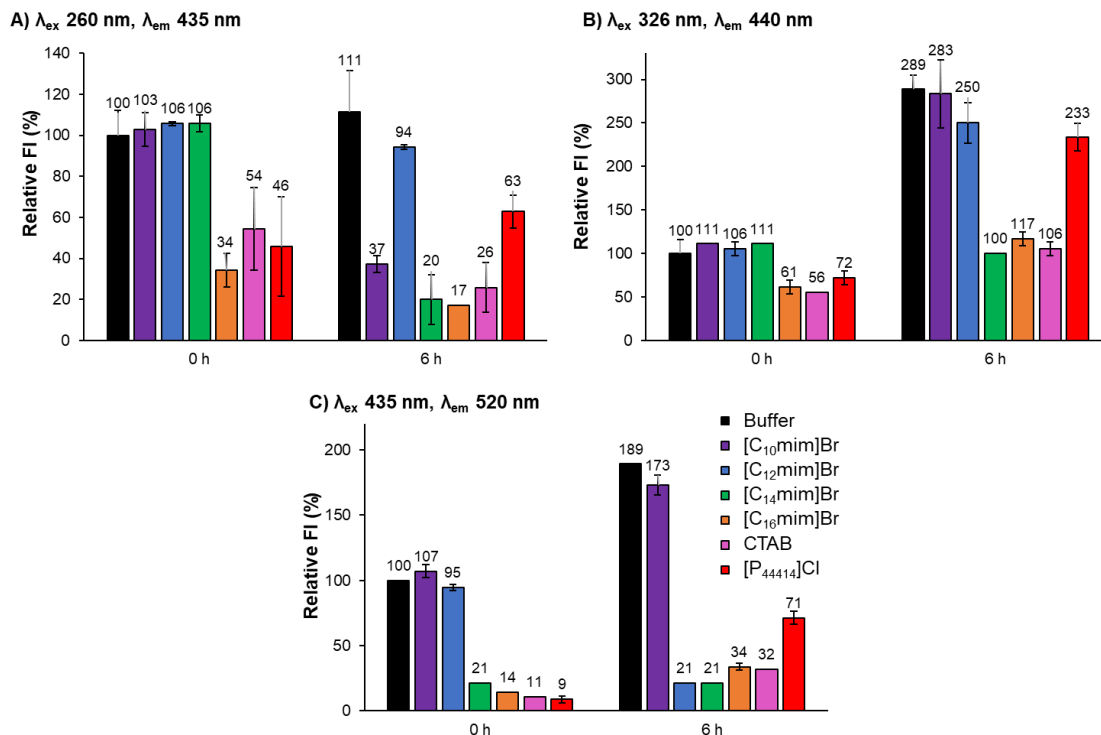 A) λex 260 nm, λem 435 nm
Relative FI (%)
140
120
100
80
60
40
20
0
100 103 106 106 34 54 46
111 37 94 20 17 26 63
0 h 6 h
B) λex 326 nm, λem 440 nm
Relative FI (%)
300
250
200
150
100
50
0
100 111 106 111 61 56 72
289 283 250 100 117 106 233
0 h 6 h
C) λex 435 nm, λem 520 nm
Relative FI (%)
200
150
100
50
0
100 107 95 21 14 11 9
189 173 21 21 34 32 71
0 h 6 h
Buffer
[C10mim]Br
[C12mim]Br
[C14mim]Br
[C16mim]Br
CTAB
[P44414]Cl